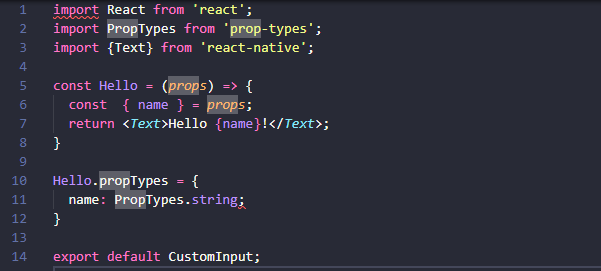 1 import React from 'react';
2 import PropTypes from 'prop-types';
3 import {Text} from 'react-native';
4
5 const Hello = (props) => {
6   const  { name } = props;
7   return <Text>Hello {name}!</Text>;
8 }
9
10 Hello.propTypes = {
11   name: PropTypes.string;
12 }
13
14 export default CustomInput;